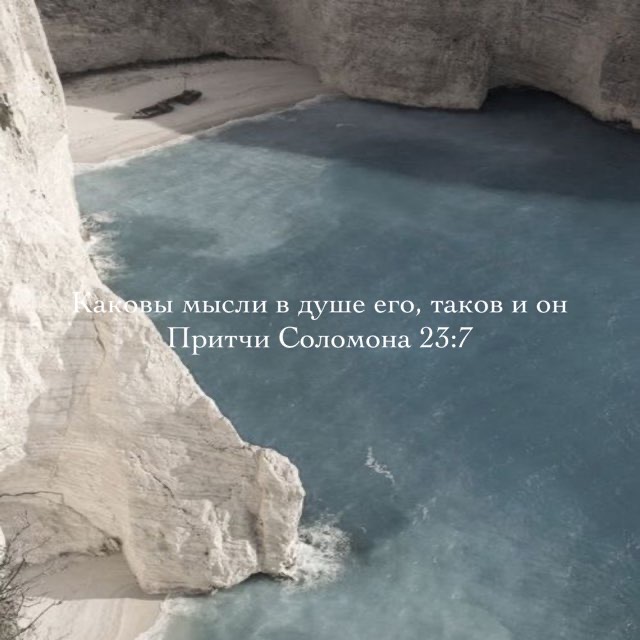 Каковы мысли в душе его, таков и он
Притчи Соломона 23:7